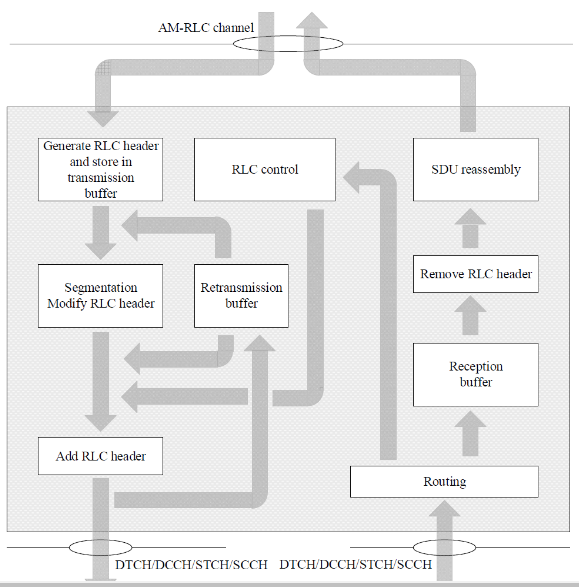 AM-RLC channel
Generate RLC header
and store in
transmission
buffer
RLC control
SDU reassembly
Segmentation
Modify RLC header
Retransmission
buffer
Remove RLC header
Reception
buffer
Add RLC header
Routing
DTCH/DCCH/STCH/SCCH
DTCH/DCCH/STCH/SCCH